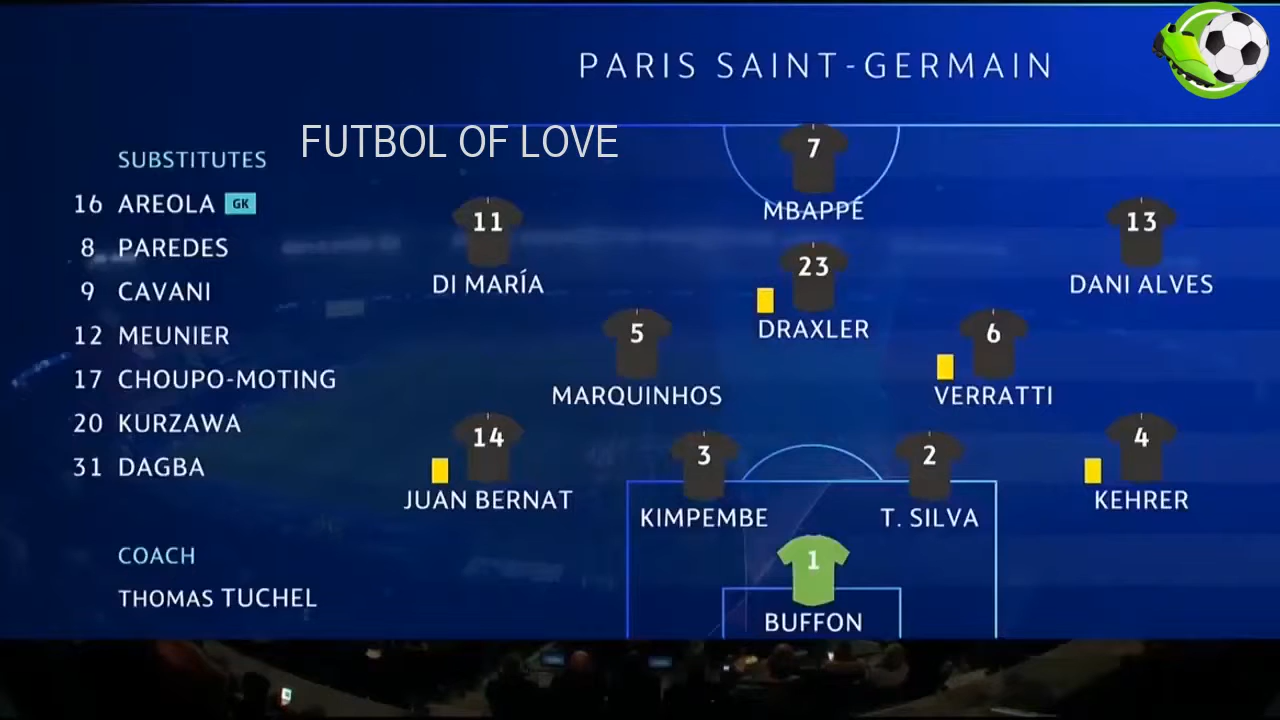 PARIS SAINT-GERMAIN
FUTBOL OF LOVE
SUBSTITUTES
16 AREOLA GK
8 PAREDES
9 CAVANI
12 MEUNIER
17 CHOUPO-MOTING
20 KURZAWA
31 DAGBA
COACH
THOMAS TUCHEL
7
MBAPPÉ
11
DI MARÍA
13
DANI ALVES
23
DRAXLER
5
MARQUINHOS
6
VERRATTI
14
JUAN BERNAT
3
KIMPEMBE
2
T. SILVA
4
KEHRER
1
BUFFON